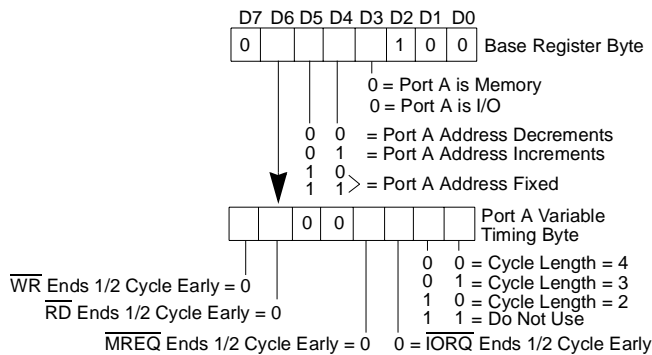 D7 D6 D5 D4 D3 D2 D1 D0
0 1 0 0 Base Register Byte
0 = Port A is Memory
0 = Port A is I/O
0 0 = Port A Address Decrements
0 1 = Port A Address Increments
1 0
1 1 > = Port A Address Fixed
0 0 Port A Variable
Timing Byte
0 0 = Cycle Length = 4
WR Ends 1/2 Cycle Early = 0 0 1 = Cycle Length = 3
1 0 = Cycle Length = 2
RD Ends 1/2 Cycle Early = 0 1 1 = Do Not Use
MREQ Ends 1/2 Cycle Early = 0 0 = IORQ Ends 1/2 Cycle Early